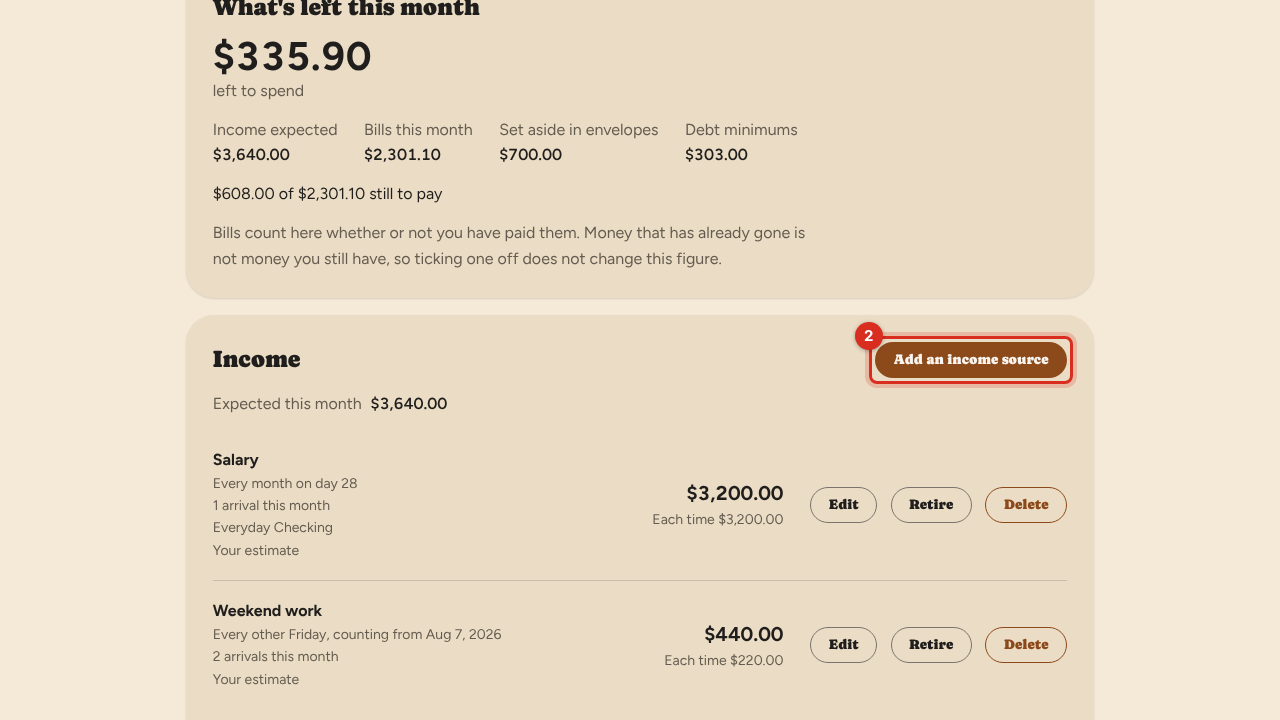 What's left this month
$335.90
left to spend
Income expected
$3,640.00
Bills this month
$2,301.10
Set aside in envelopes
$700.00
Debt minimums
$303.00
$608.00 of $2,301.10 still to pay
Bills count here whether or not you have paid them. Money that has already gone is
not money you still have, so ticking one off does not change this figure.
Income
2
Add an income source
Expected this month $3,640.00
Salary
Every month on day 28
1 arrival this month
Everyday Checking
Your estimate
$3,200.00
Each time $3,200.00
Edit
Retire
Delete
Weekend work
Every other Friday, counting from Aug 7, 2026
2 arrivals this month
Your estimate
$440.00
Each time $220.00
Edit
Retire
Delete